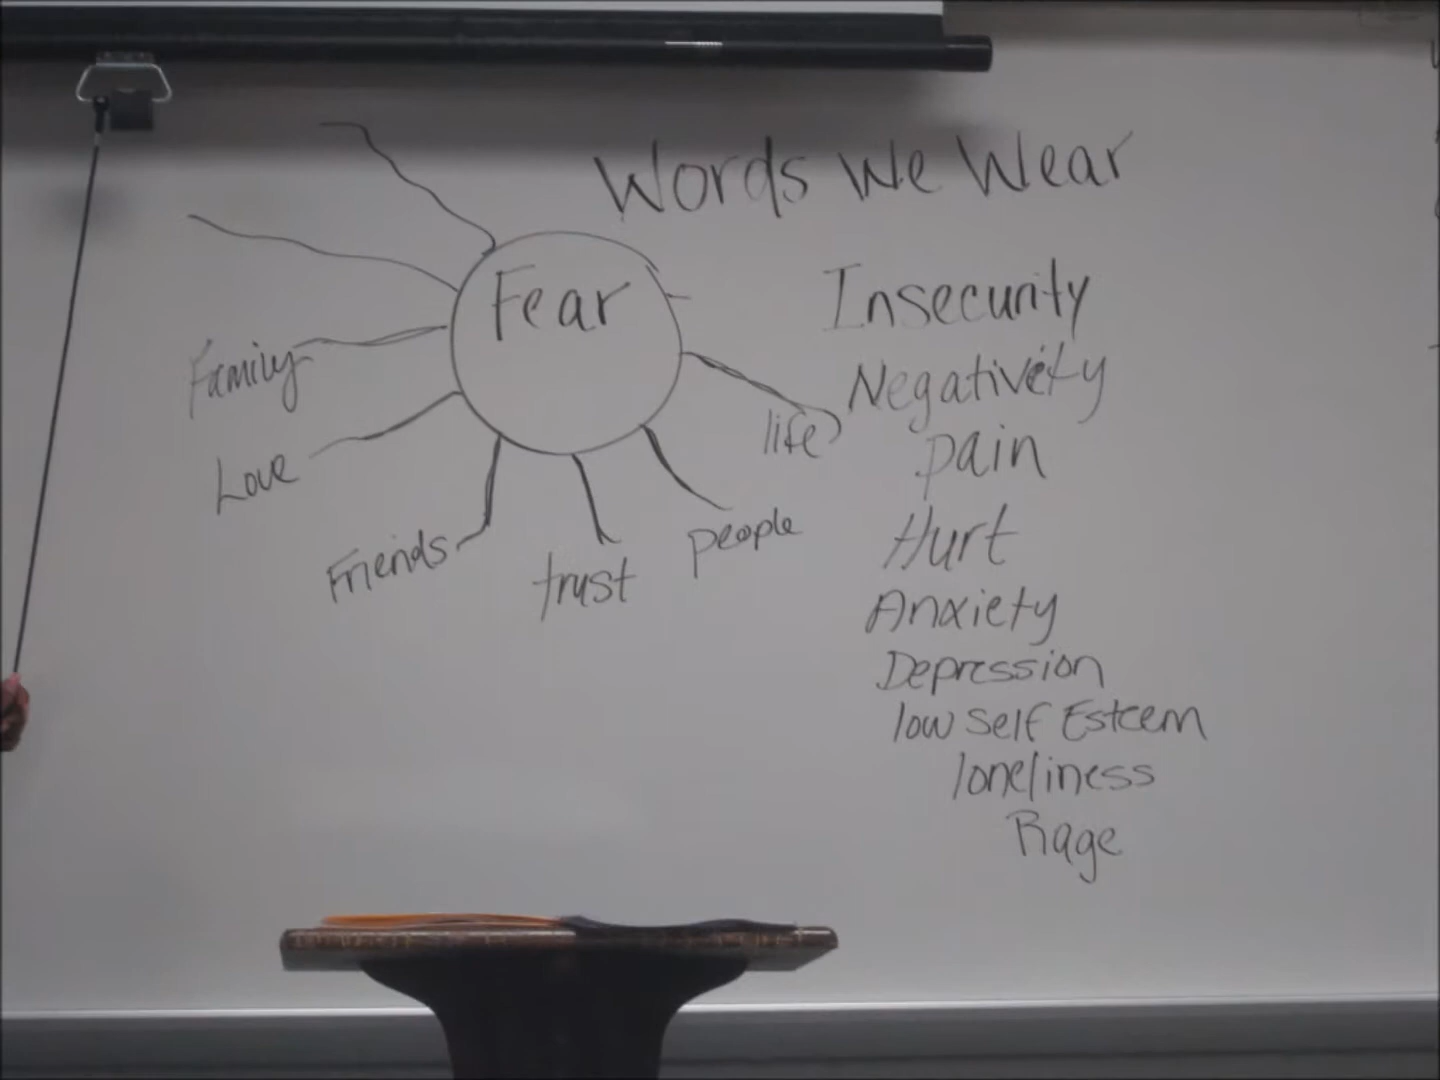 Words We Wear
Fear
Family
Love
Friends
trust
people
life
Insecurity
Negativity
pain
Hurt
Anxiety
Depression
low Self Esteem
loneliness
Rage